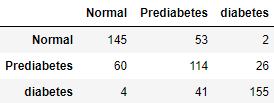 Normal Prediabetes diabetes
Normal 145 53 2
Prediabetes 60 114 26
diabetes 4 41 155